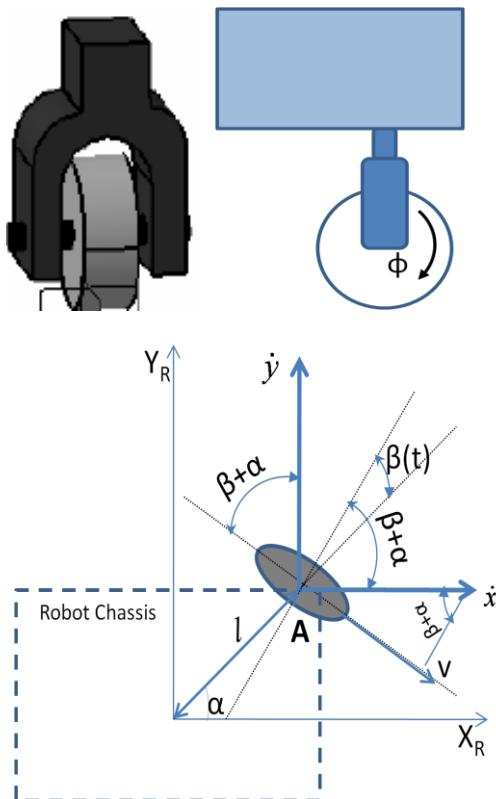 Φ
Y_R
ẏ
β(t)
β+α
β+α
ẋ
Robot Chassis
β+α
A
l
v
α
X_R